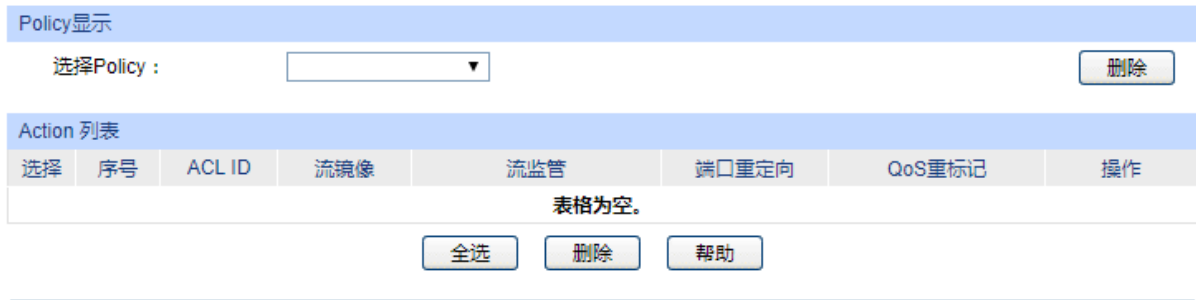 Policy显示
选择Policy： 删除
Action 列表
选择 序号 ACL ID 流镜像 流监管 端口重定向 QoS重标记 操作
表格为空。
全选 删除 帮助